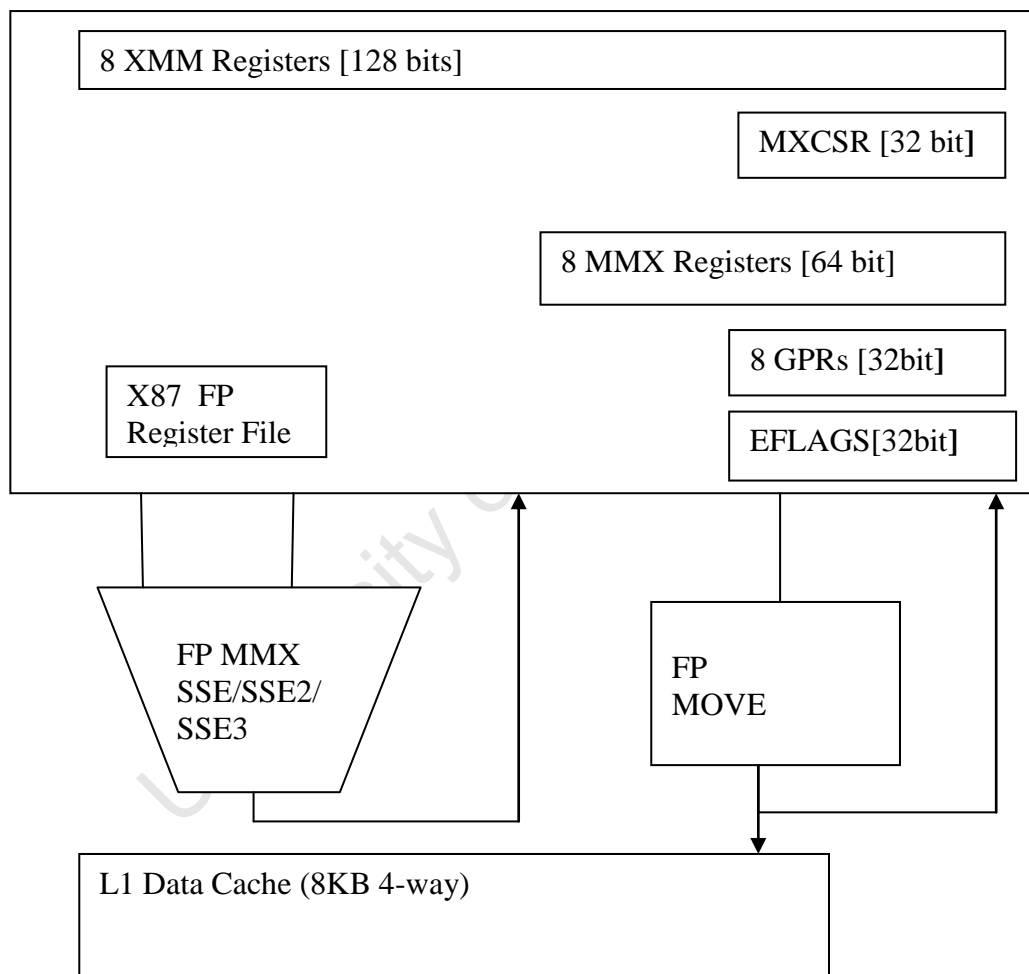 8 XMM Registers [128 bits]
MXCSR [32 bit]
8 MMX Registers [64 bit]
8 GPRs [32bit]
X87 FP
Register File
EFLAGS[32bit]
FP MMX
SSE/SSE2/
SSE3
FP
MOVE
L1 Data Cache (8KB 4-way)